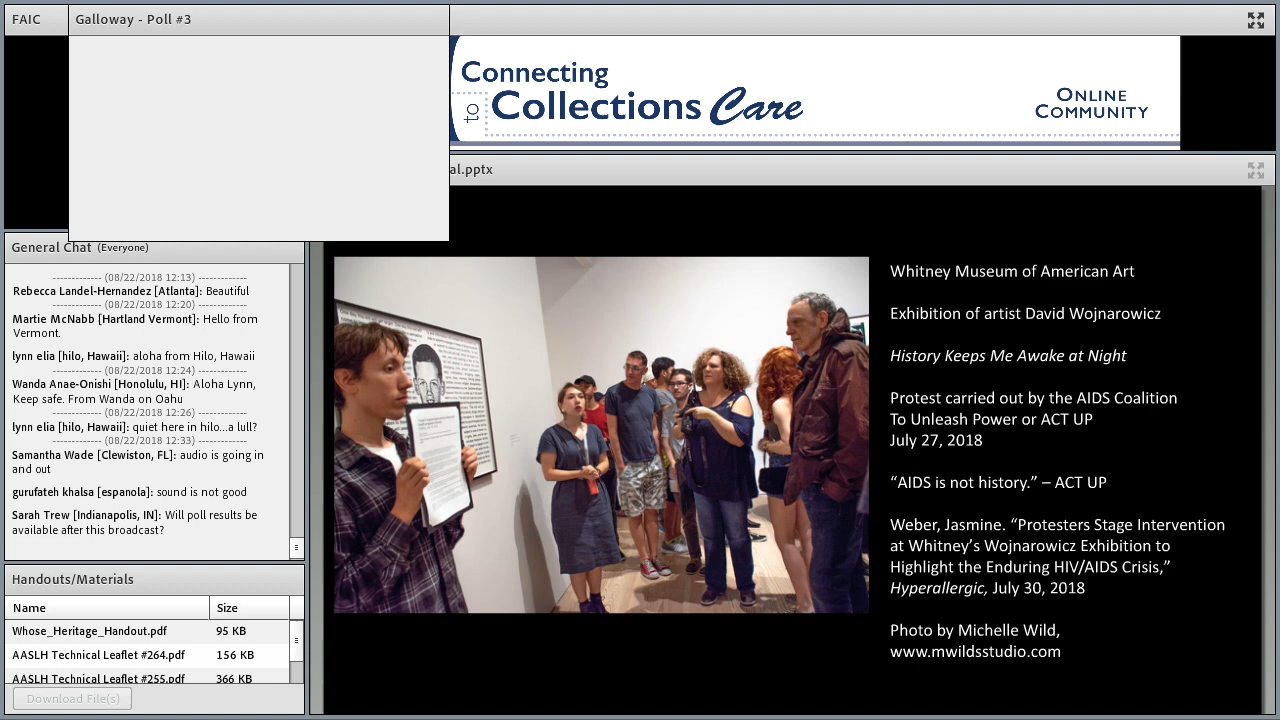 FAIC
Galloway - Poll #3
Connecting
to
Collections Care
ONLINE
COMMUNITY
al.pptx
General Chat (Everyone)
------------- (08/22/2018 12:13) -------------
Rebecca Landel-Hernandez [Atlanta]: Beautiful
------------- (08/22/2018 12:20) -------------
Martie McNabb [Hartland Vermont]: Hello from
Vermont.
lynn elia [hilo, Hawaii]: aloha from hilo, Hawaii
------------- (08/22/2018 12:24) -------------
Wanda Anae-Onishi [Honolulu, HI]: Aloha Lynn,
Keep safe. From Wanda on Oahu
------------- (08/22/2018 12:26) -------------
lynn elia [hilo, Hawaii]: quiet here in hilo...a lull?
------------- (08/22/2018 12:35) -------------
Samantha Wade [Clewiston, FL]: audio is going in
and out
gurufateh khalsa [espanola]: sound is not good
Sarah Trew [Indianapolis, IN]: Will poll results be
available after this broadcast?
Handouts/Materials
Name Size
Whose_Heritage_Handout.pdf 95 KB
AASLH Technical Leaflet #264.pdf 156 KB
AASLH Technical Leaflet #255.pdf 366 KB
Download File(s)
Whitney Museum of American Art
Exhibition of artist David Wojnarowicz
History Keeps Me Awake at Night
Protest carried out by the AIDS Coalition
To Unleash Power or ACT UP
July 27, 2018
“AIDS is not history.” – ACT UP
Weber, Jasmine. “Protesters Stage Intervention
at Whitney’s Wojnarowicz Exhibition to
Highlight the Enduring HIV/AIDS Crisis,”
Hyperallergic, July 30, 2018
Photo by Michelle Wild,
www.mwildsstudio.com